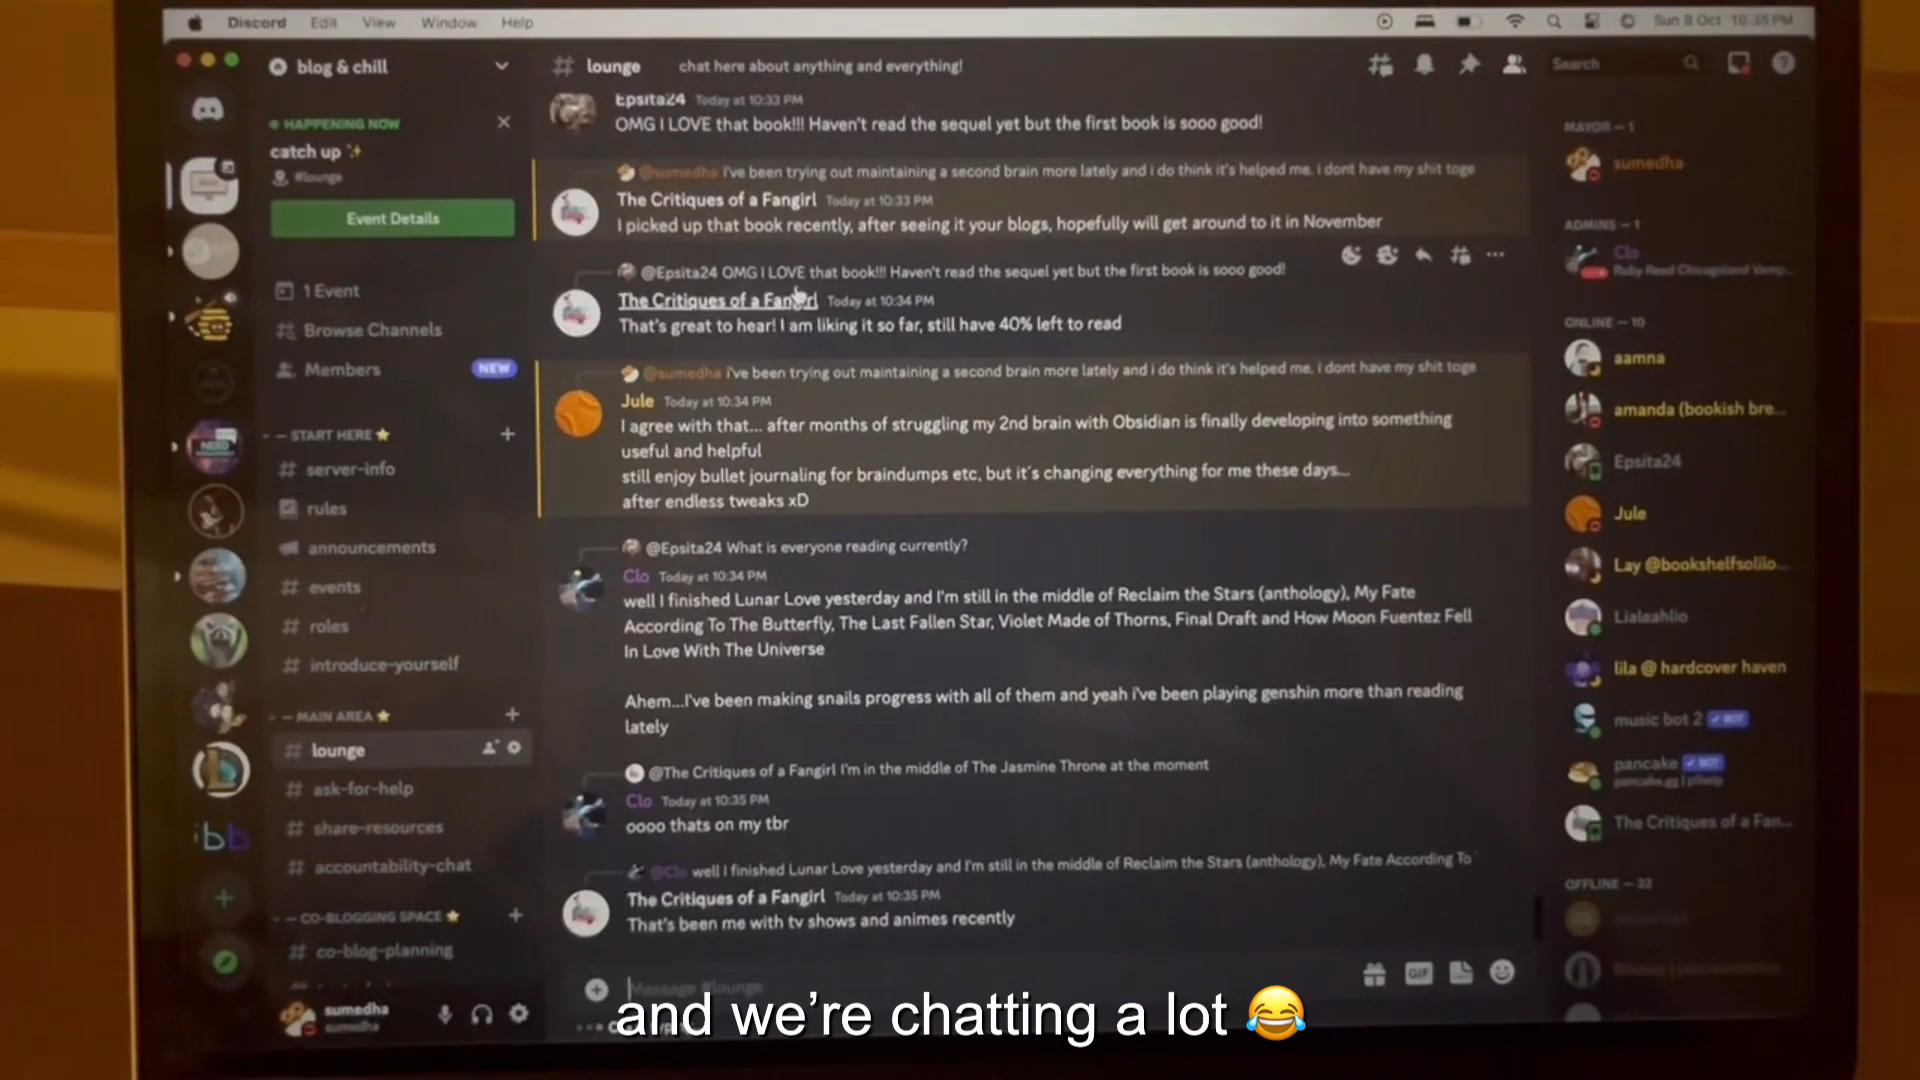 Discord Edit View Window Help
Sun 8 Oct 10:35 PM
blog & chill
HAPPENING NOW
catch up
#lounge
Event Details
1 Event
Browse Channels
Members
NEW
START HERE
server-info
rules
announcements
events
roles
introduce-yourself
MAIN AREA
lounge
ask-for-help
share-resources
accountability-chat
CO-BLOGGING SPACE
co-blog-planning
sumedha
sumedha
# lounge chat here about anything and everything!
Search
Epsita24 Today at 10:33 PM
OMG I LOVE that book!!! Haven't read the sequel yet but the first book is sooo good!
@sumedha i've been trying out maintaining a second brain more lately and i do think it's helped me. i dont have my shit toge
The Critiques of a Fangirl Today at 10:33 PM
I picked up that book recently, after seeing it your blogs, hopefully will get around to it in November
@Epsita24 OMG I LOVE that book!!! Haven't read the sequel yet but the first book is sooo good!
The Critiques of a Fangirl Today at 10:34 PM
That's great to hear! I am liking it so far, still have 40% left to read
@sumedha i've been trying out maintaining a second brain more lately and i do think it's helped me. i dont have my shit toge
Jule Today at 10:34 PM
I agree with that... after months of struggling my 2nd brain with Obsidian is finally developing into something
useful and helpful
still enjoy bullet journaling for braindumps etc, but it's changing everything for me these days...
after endless tweaks xD
@Epsita24 What is everyone reading currently?
Clo Today at 10:34 PM
well I finished Lunar Love yesterday and I'm still in the middle of Reclaim the Stars (anthology), My Fate
According To The Butterfly, The Last Fallen Star, Violet Made of Thorns, Final Draft and How Moon Fuentez Fell
In Love With The Universe
Ahem...I've been making snails progress with all of them and yeah i've been playing genshin more than reading
lately
@The Critiques of a Fangirl I'm in the middle of The Jasmine Throne at the moment
Clo Today at 10:35 PM
oooo thats on my tbr
@Clo well I finished Lunar Love yesterday and I'm still in the middle of Reclaim the Stars (anthology), My Fate According To
The Critiques of a Fangirl Today at 10:35 PM
That's been me with tv shows and animes recently
Message #lounge
GIF
MAYOR — 1
sumedha
ADMINS — 1
Clo
Ruby Read Chicagoland Vamp...
ONLINE — 10
aamna
amanda (bookish bre...
Epsita24
Jule
Lay @bookshelfsolilo...
Lialeahlio
lila @ hardcover haven
music bot 2 BOT
pancake BOT
pancake.gg | p!help
The Critiques of a Fan...
OFFLINE — 32
and we're chatting a lot 😂